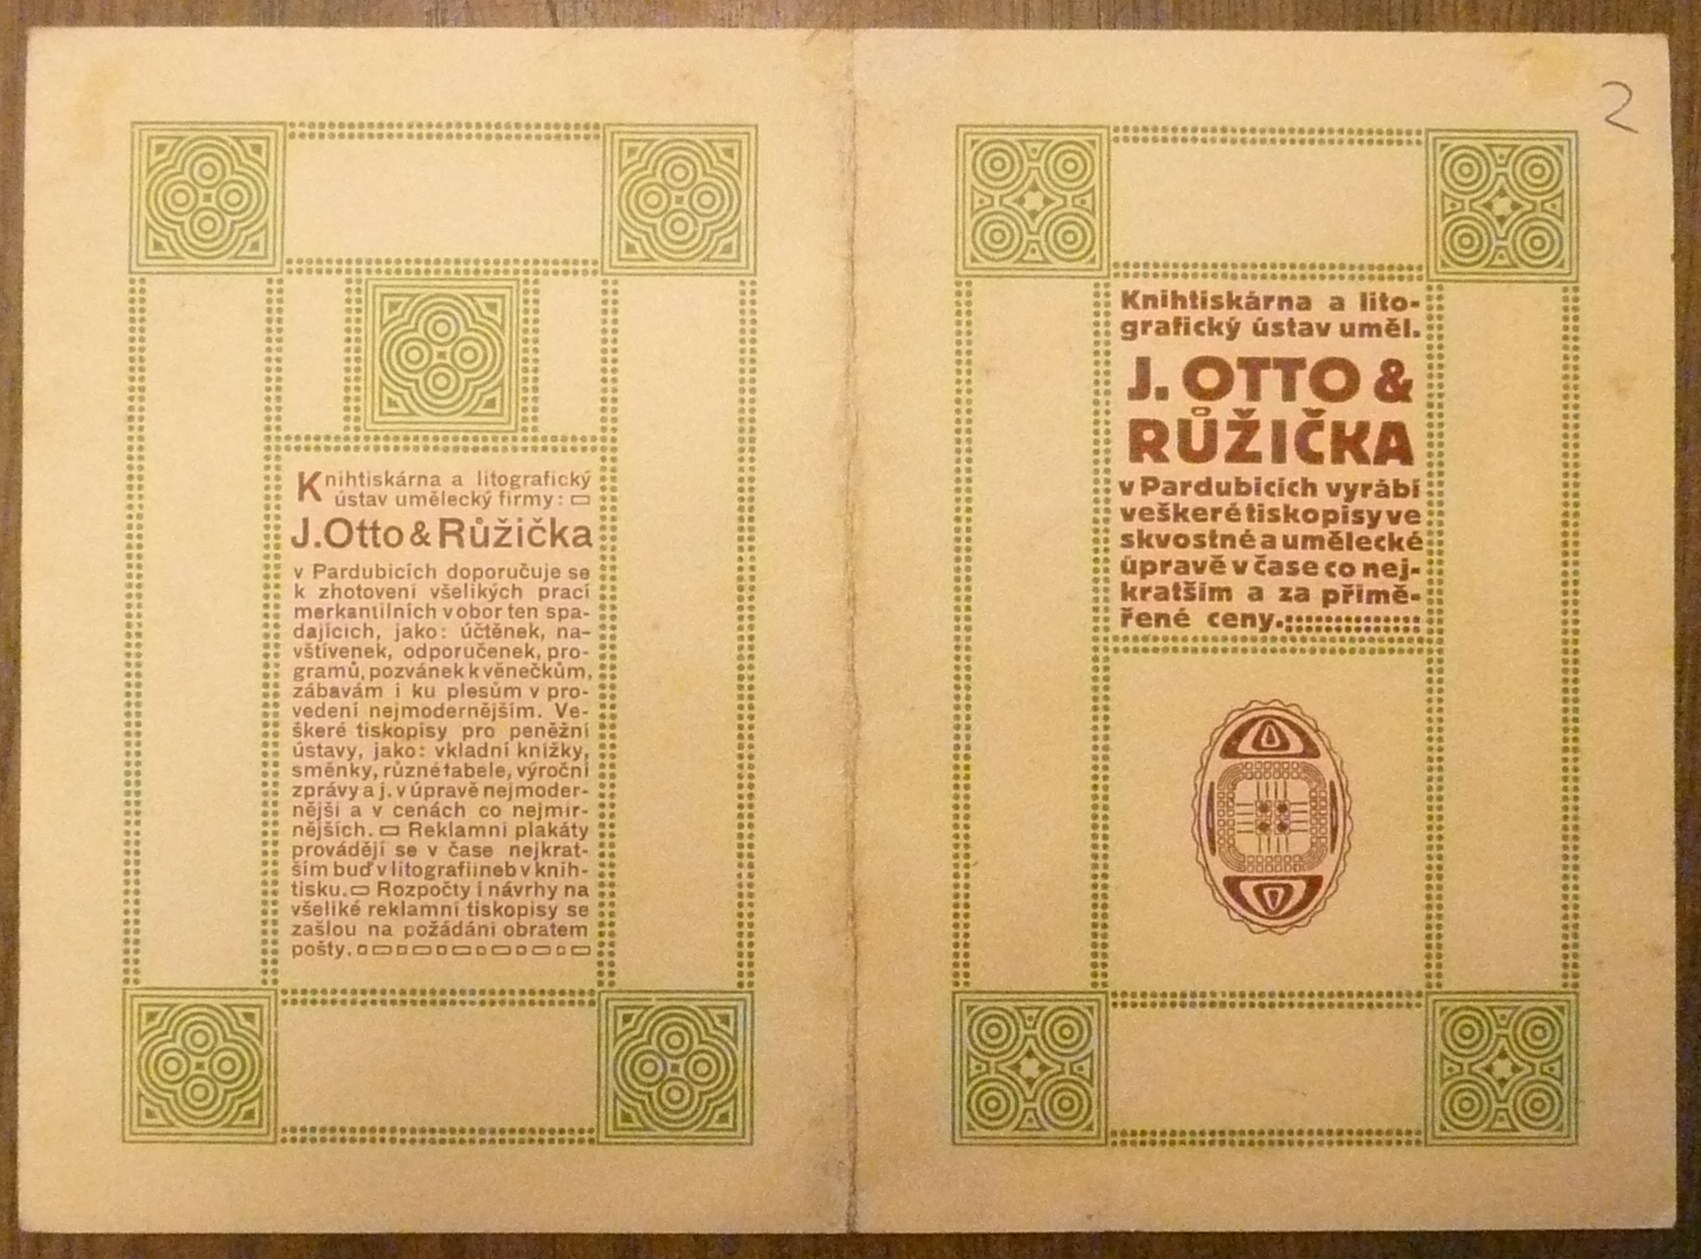 Knihtiskárna a litografický
ústav umělecký firmy:
J. Otto & Růžička
v Pardubicích doporučuje se
k zhotovení všelikých prací
merkantilních v obor ten spa-
dajících, jako: účtěnek, na-
vštívenek, odporučenek, pro-
gramů, pozvánek k věnečkům,
zábavám i ku plesům v pro-
vedení nejmodernějším. Ve-
škeré tiskopisy pro peněžní
ústavy, jako: vkladní knížky,
směnky, různé tabele, výroční
zprávy a j. v úpravě nejmoder-
nější a v cenách co nejmír-
nějších. Reklamní plakáty
provádějí se v čase nejkrat-
ším buď v litografii neb v knih-
tisku. Rozpočty i návrhy na
všeliké reklamní tiskopisy se
zašlou na požádání obratem
pošty.
2
Knihtiskárna a lito-
grafický ústav uměl.
J. OTTO &
RŮŽIČKA
v Pardubicích vyrábí
veškeré tiskopisy ve
skvostné a umělecké
úpravě v čase co nej-
kratším a za přimě-
řené ceny.